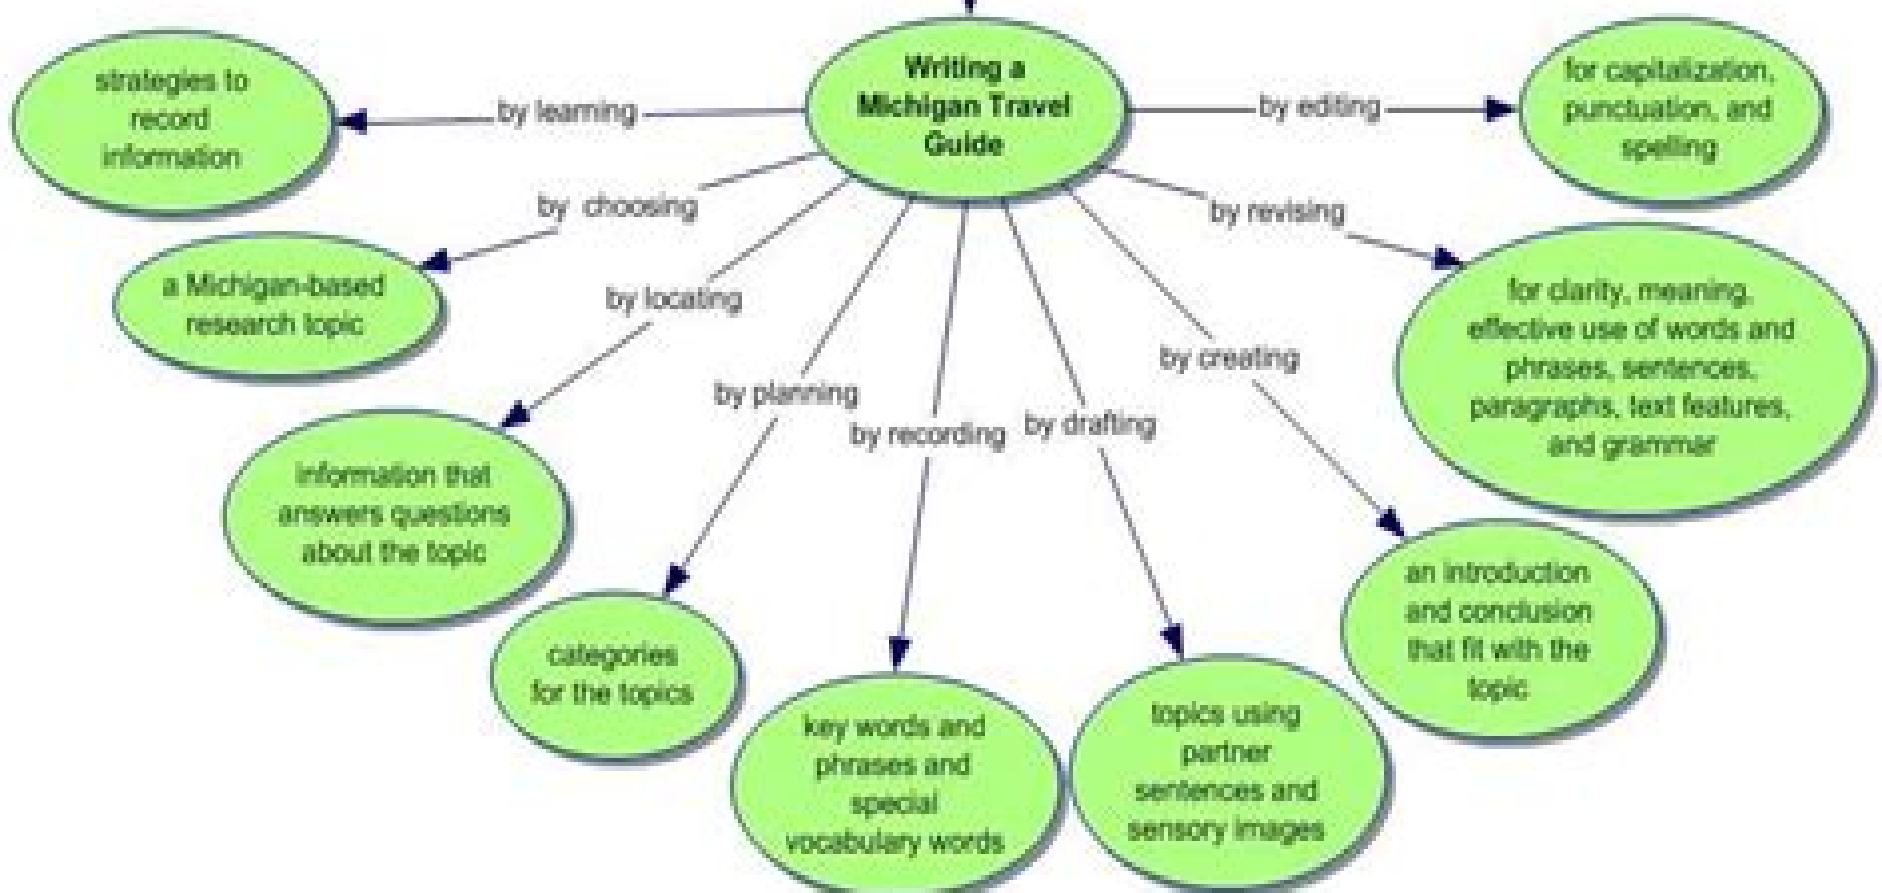 Writing a
Michigan Travel
Guide
by learning
strategies to
record
information
by choosing
a Michigan-based
research topic
by locating
information that
answers questions
about the topic
by planning
categories
for the topics
by recording
key words and
phrases and
special
vocabulary words
by drafting
topics using
partner
sentences and
sensory images
by creating
an introduction
and conclusion
that fit with the
topic
by revising
for clarity, meaning,
effective use of words and
phrases, sentences,
paragraphs, text features,
and grammar
by editing
for capitalization,
punctuation, and
spelling